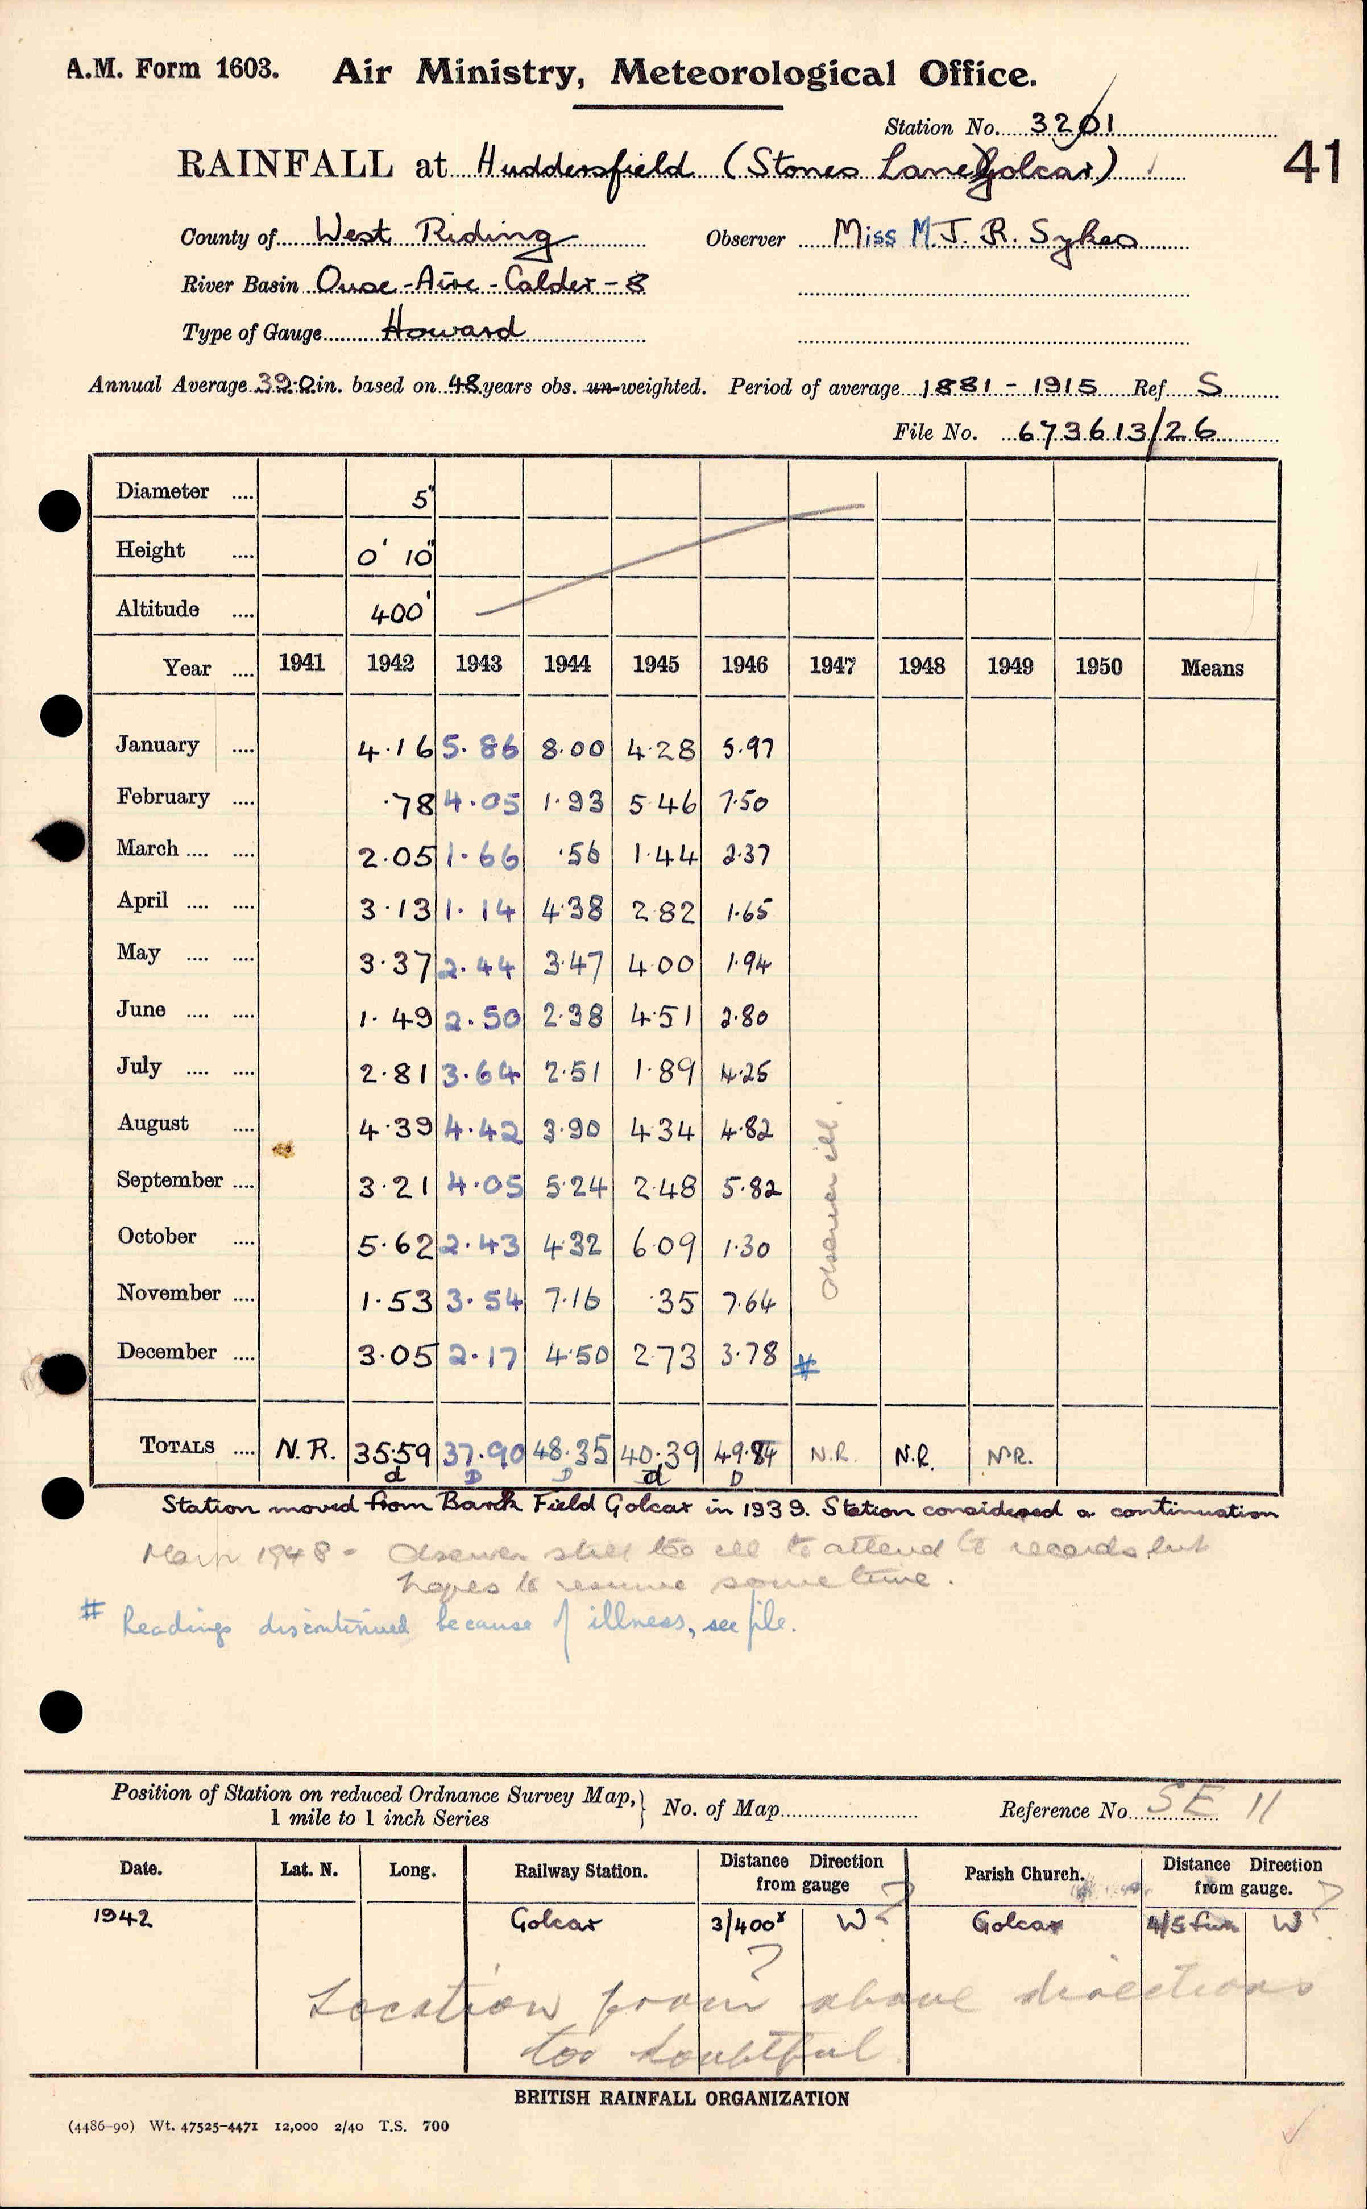 A.M. Form 1603. Air Ministry, Meteorological Office.
Station No. 3201
RAINFALL at Huddersfield (Stones Lane Golcar) 41
County of West Riding Observer Miss M.J.R. Sykes
River Basin Ouse-Aire-Calder-8
Type of Gauge Howard
Annual Average 39.0 in. based on 48 years obs. un-weighted. Period of average 1881 - 1915 Ref S
File No. 673613/26
Diameter .... 5"
Height .... 0' 10"
Altitude .... 400'
Year .... 1941 1942 1943 1944 1945 1946 1947 1948 1949 1950 Means
January .... 4.16 5.86 8.00 4.28 5.97
February .... .78 4.05 1.93 5.46 7.50
March .... .... 2.05 1.66 .56 1.44 2.37
April .... .... 3.13 1.14 4.38 2.82 1.65
May .... .... 3.37 2.44 3.47 4.00 1.94
June .... .... 1.49 2.50 2.38 4.51 2.80
July .... .... 2.81 3.64 2.51 1.89 4.25
August .... 4.39 4.42 3.90 4.34 4.82
September .... 3.21 4.05 5.24 2.48 5.82
October .... 5.62 2.43 4.32 6.09 1.30
November .... 1.53 3.54 7.16 .35 7.64
December .... 3.05 2.17 4.50 2.73 3.78 #
Observer ill.
TOTALS .... N.R. 35.59 37.90 48.35 40.39 49.84 N.R. N.R. N.R.
d D D d D
Station moved from Bank Field Golcar in 1939. Station considered a continuation
1948 - Observer still too ill to attend to records, but
hopes to resume sometime.
# Readings discontinued because of illness, see file.
Position of Station on reduced Ordnance Survey Map, 1 mile to 1 inch Series } No. of Map Reference No. SE 11
Date. Lat. N. Long. Railway Station. Distance Direction from gauge ? Parish Church. Distance Direction from gauge. ?
1942 Golcar 3/400x W ? Golcar 4/5 fur W ?
?
Location from above directions
too doubtful
BRITISH RAINFALL ORGANIZATION
(4486-90) Wt. 47525-4471 12,000 2/40 T.S. 700